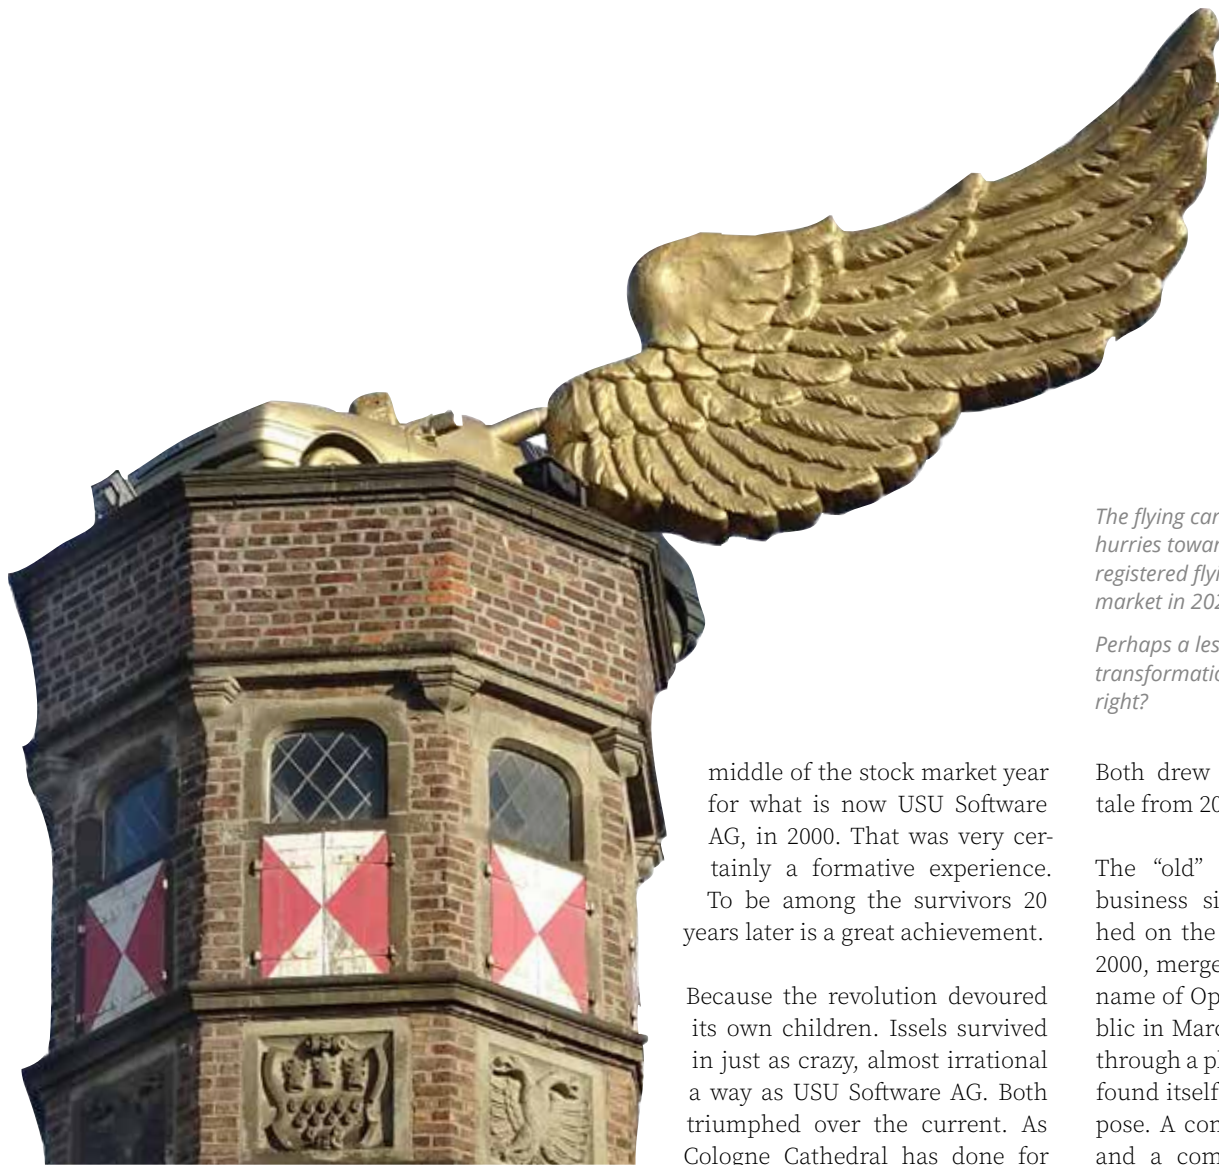 The flying car
hurries towar
registered flyi
market in 202
Perhaps a les
transformatio
right?
middle of the stock market year
for what is now USU Software
AG, in 2000. That was very cer-
tainly a formative experience.
To be among the survivors 20
years later is a great achievement.
Because the revolution devoured
its own children. Issels survived
in just as crazy, almost irrational
a way as USU Software AG. Both
triumphed over the current. As
Cologne Cathedral has done for
Both drew
tale from 20
The “old”
business si
hed on the
2000, merge
name of Op
blic in Marc
through a pl
found itself
pose. A con
and a com